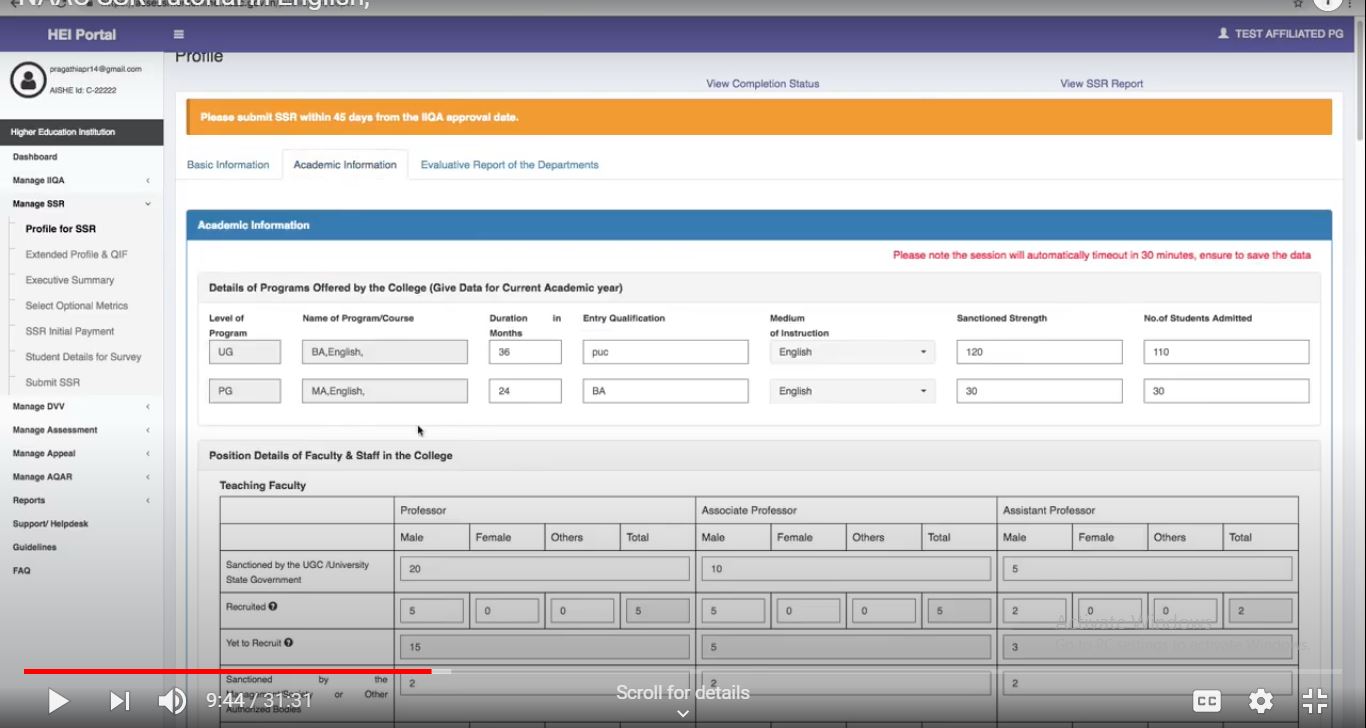 NAAC SSR Tutorial in English,
HEI Portal
TEST AFFILIATED PG
pragathiapr14@gmail.com
AISHE Id: C-22222
Profile
View Completion Status View SSR Report
Please submit SSR within 45 days from the IIQA approval date.
Higher Education Institution
Dashboard
Manage IIQA
Manage SSR
Profile for SSR
Extended Profile & QIF
Executive Summary
Select Optional Metrics
SSR Initial Payment
Student Details for Survey
Submit SSR
Manage DVV
Manage Assessment
Manage Appeal
Manage AQAR
Reports
Support/ Helpdesk
Guidelines
FAQ
Basic Information Academic Information Evaluative Report of the Departments
Academic Information
Please note the session will automatically timeout in 30 minutes, ensure to save the data
Details of Programs Offered by the College (Give Data for Current Academic year)
Level of Program Name of Program/Course Duration in Months Entry Qualification Medium of Instruction Sanctioned Strength No.of Students Admitted
UG BA,English, 36 puc English 120 110
PG MA,English, 24 BA English 30 30
Position Details of Faculty & Staff in the College
Teaching Faculty
Professor Associate Professor Assistant Professor
Male Female Others Total Male Female Others Total Male Female Others Total
Sanctioned by the UGC /University State Government 20 10 5
Recruited 5 0 0 5 5 0 0 5 2 0 0 2
Yet to Recruit 15 5 3
Sanctioned by the Management/Society or Other Authorized Bodies 2 2 2
Activate Windows
Go to PC settings to activate Windows.
9:44 / 31:31
Scroll for details
CC